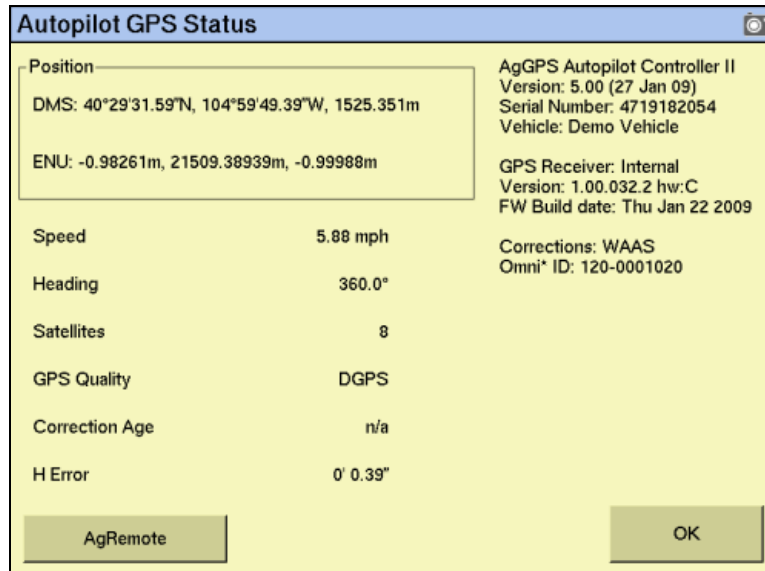 Autopilot GPS Status
Position
DMS: 40°29'31.59"N, 104°59'49.39"W, 1525.351m
ENU: -0.98261m, 21509.38939m, -0.99988m
Speed 5.88 mph
Heading 360.0°
Satellites 8
GPS Quality DGPS
Correction Age n/a
H Error 0' 0.39"
AgRemote
AgGPS Autopilot Controller II
Version: 5.00 (27 Jan 09)
Serial Number: 4719182054
Vehicle: Demo Vehicle
GPS Receiver: Internal
Version: 1.00.032.2 hw:C
FW Build date: Thu Jan 22 2009
Corrections: WAAS
Omni* ID: 120-0001020
OK